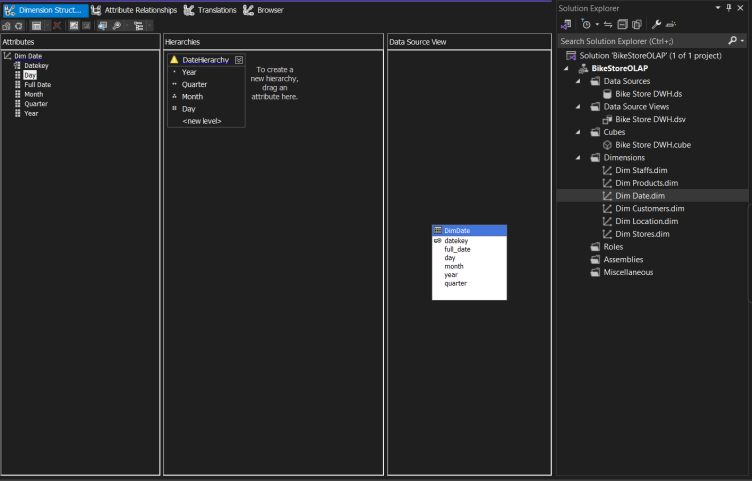 Dimension Struct... Attribute Relationships Translations Browser
Attributes
Dim Date
Datekey
Day
Full Date
Month
Quarter
Year
Hierarchies
DateHierarchy
Year
Quarter
Month
Day
<new level>
To create a
new hierarchy,
drag an
attribute here.
Data Source View
DimDate
datekey
full_date
day
month
year
quarter
Solution Explorer
Search Solution Explorer (Ctrl+;)
Solution 'BikeStoreOLAP' (1 of 1 project)
BikeStoreOLAP
Data Sources
Bike Store DWH.ds
Data Source Views
Bike Store DWH.dsv
Cubes
Bike Store DWH.cube
Dimensions
Dim Staffs.dim
Dim Products.dim
Dim Date.dim
Dim Customers.dim
Dim Location.dim
Dim Stores.dim
Roles
Assemblies
Miscellaneous